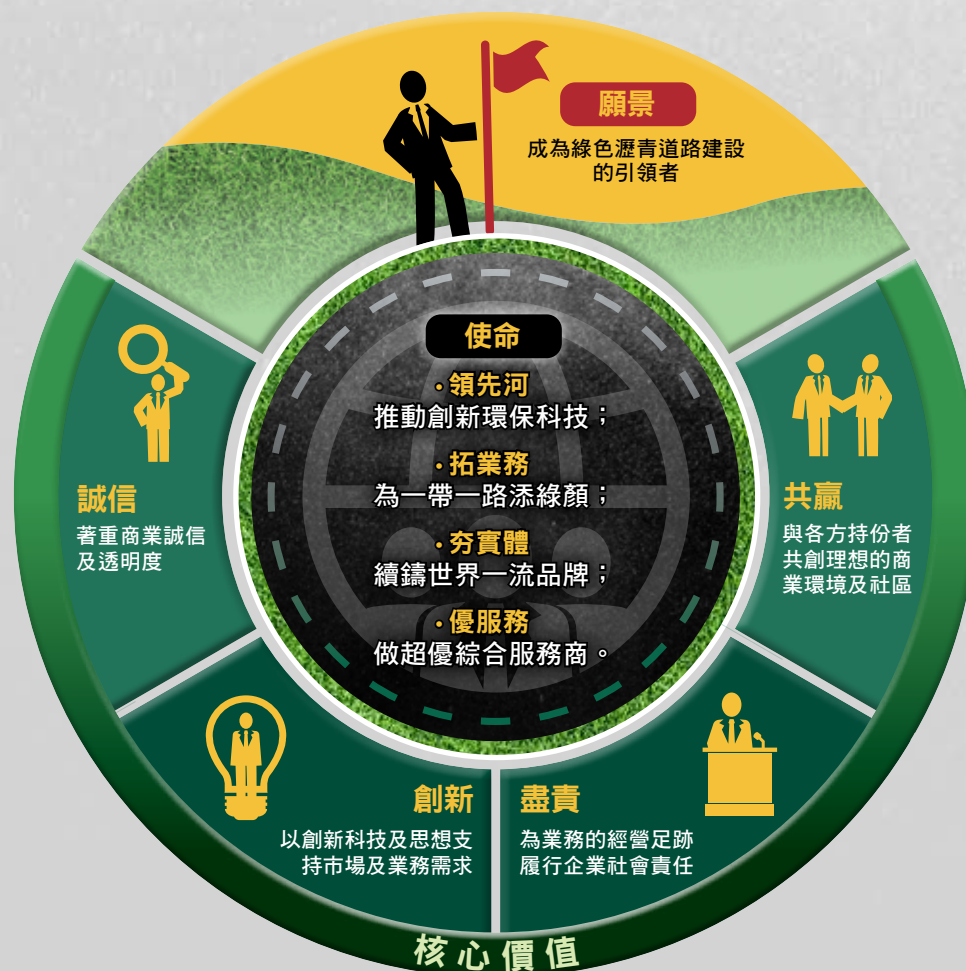 願景
成為綠色瀝青道路建設
的引領者
使命
·領先河
推動創新環保科技；
·拓業務
為一帶一路添綠顏；
·夯實體
續鑄世界一流品牌；
·優服務
做超優綜合服務商。
誠信
著重商業誠信
及透明度
共贏
與各方持份者
共創理想的商
業環境及社區
創新
以創新科技及思想支
持市場及業務需求
盡責
為業務的經營足跡
履行企業社會責任
核心價值